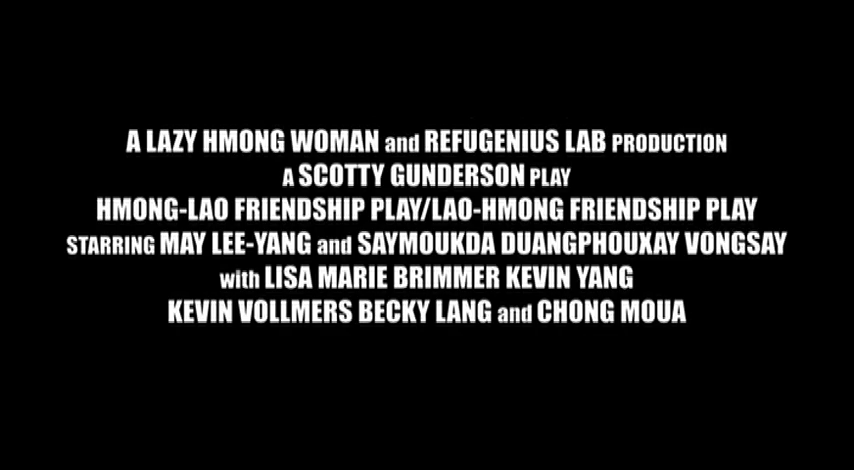 A LAZY HMONG WOMAN and REFUGENIUS LAB PRODUCTION
A SCOTTY GUNDERSON PLAY
HMONG-LAO FRIENDSHIP PLAY/LAO-HMONG FRIENDSHIP PLAY
STARRING MAY LEE-YANG and SAYMOUKDA DUANGPHOUXAY VONGSAY
with LISA MARIE BRIMMER KEVIN YANG
KEVIN VOLLMERS BECKY LANG and CHONG MOUA